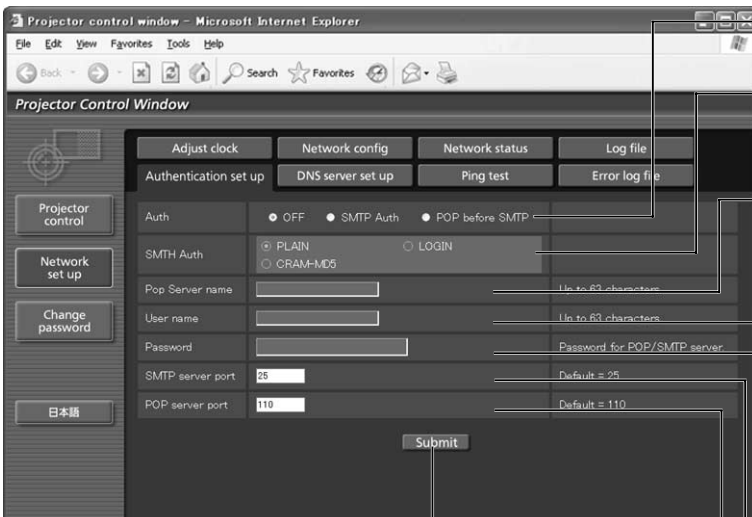 Projector control window - Microsoft Internet Explorer
File Edit View Favorites Tools Help
Back Search Favorites
Projector Control Window
Adjust clock Network config Network status Log file
Authentication set up DNS server set up Ping test Error log file
Projector control
Network set up
Change password
日本語
Auth OFF SMTP Auth POP before SMTP
SMTH Auth PLAIN LOGIN
CRAM-MD5
Pop Server name Up to 63 characters
User name Up to 63 characters
Password Password for POP/SMTP server.
SMTP server port 25 Default = 25
POP server port 110 Default = 110
Submit